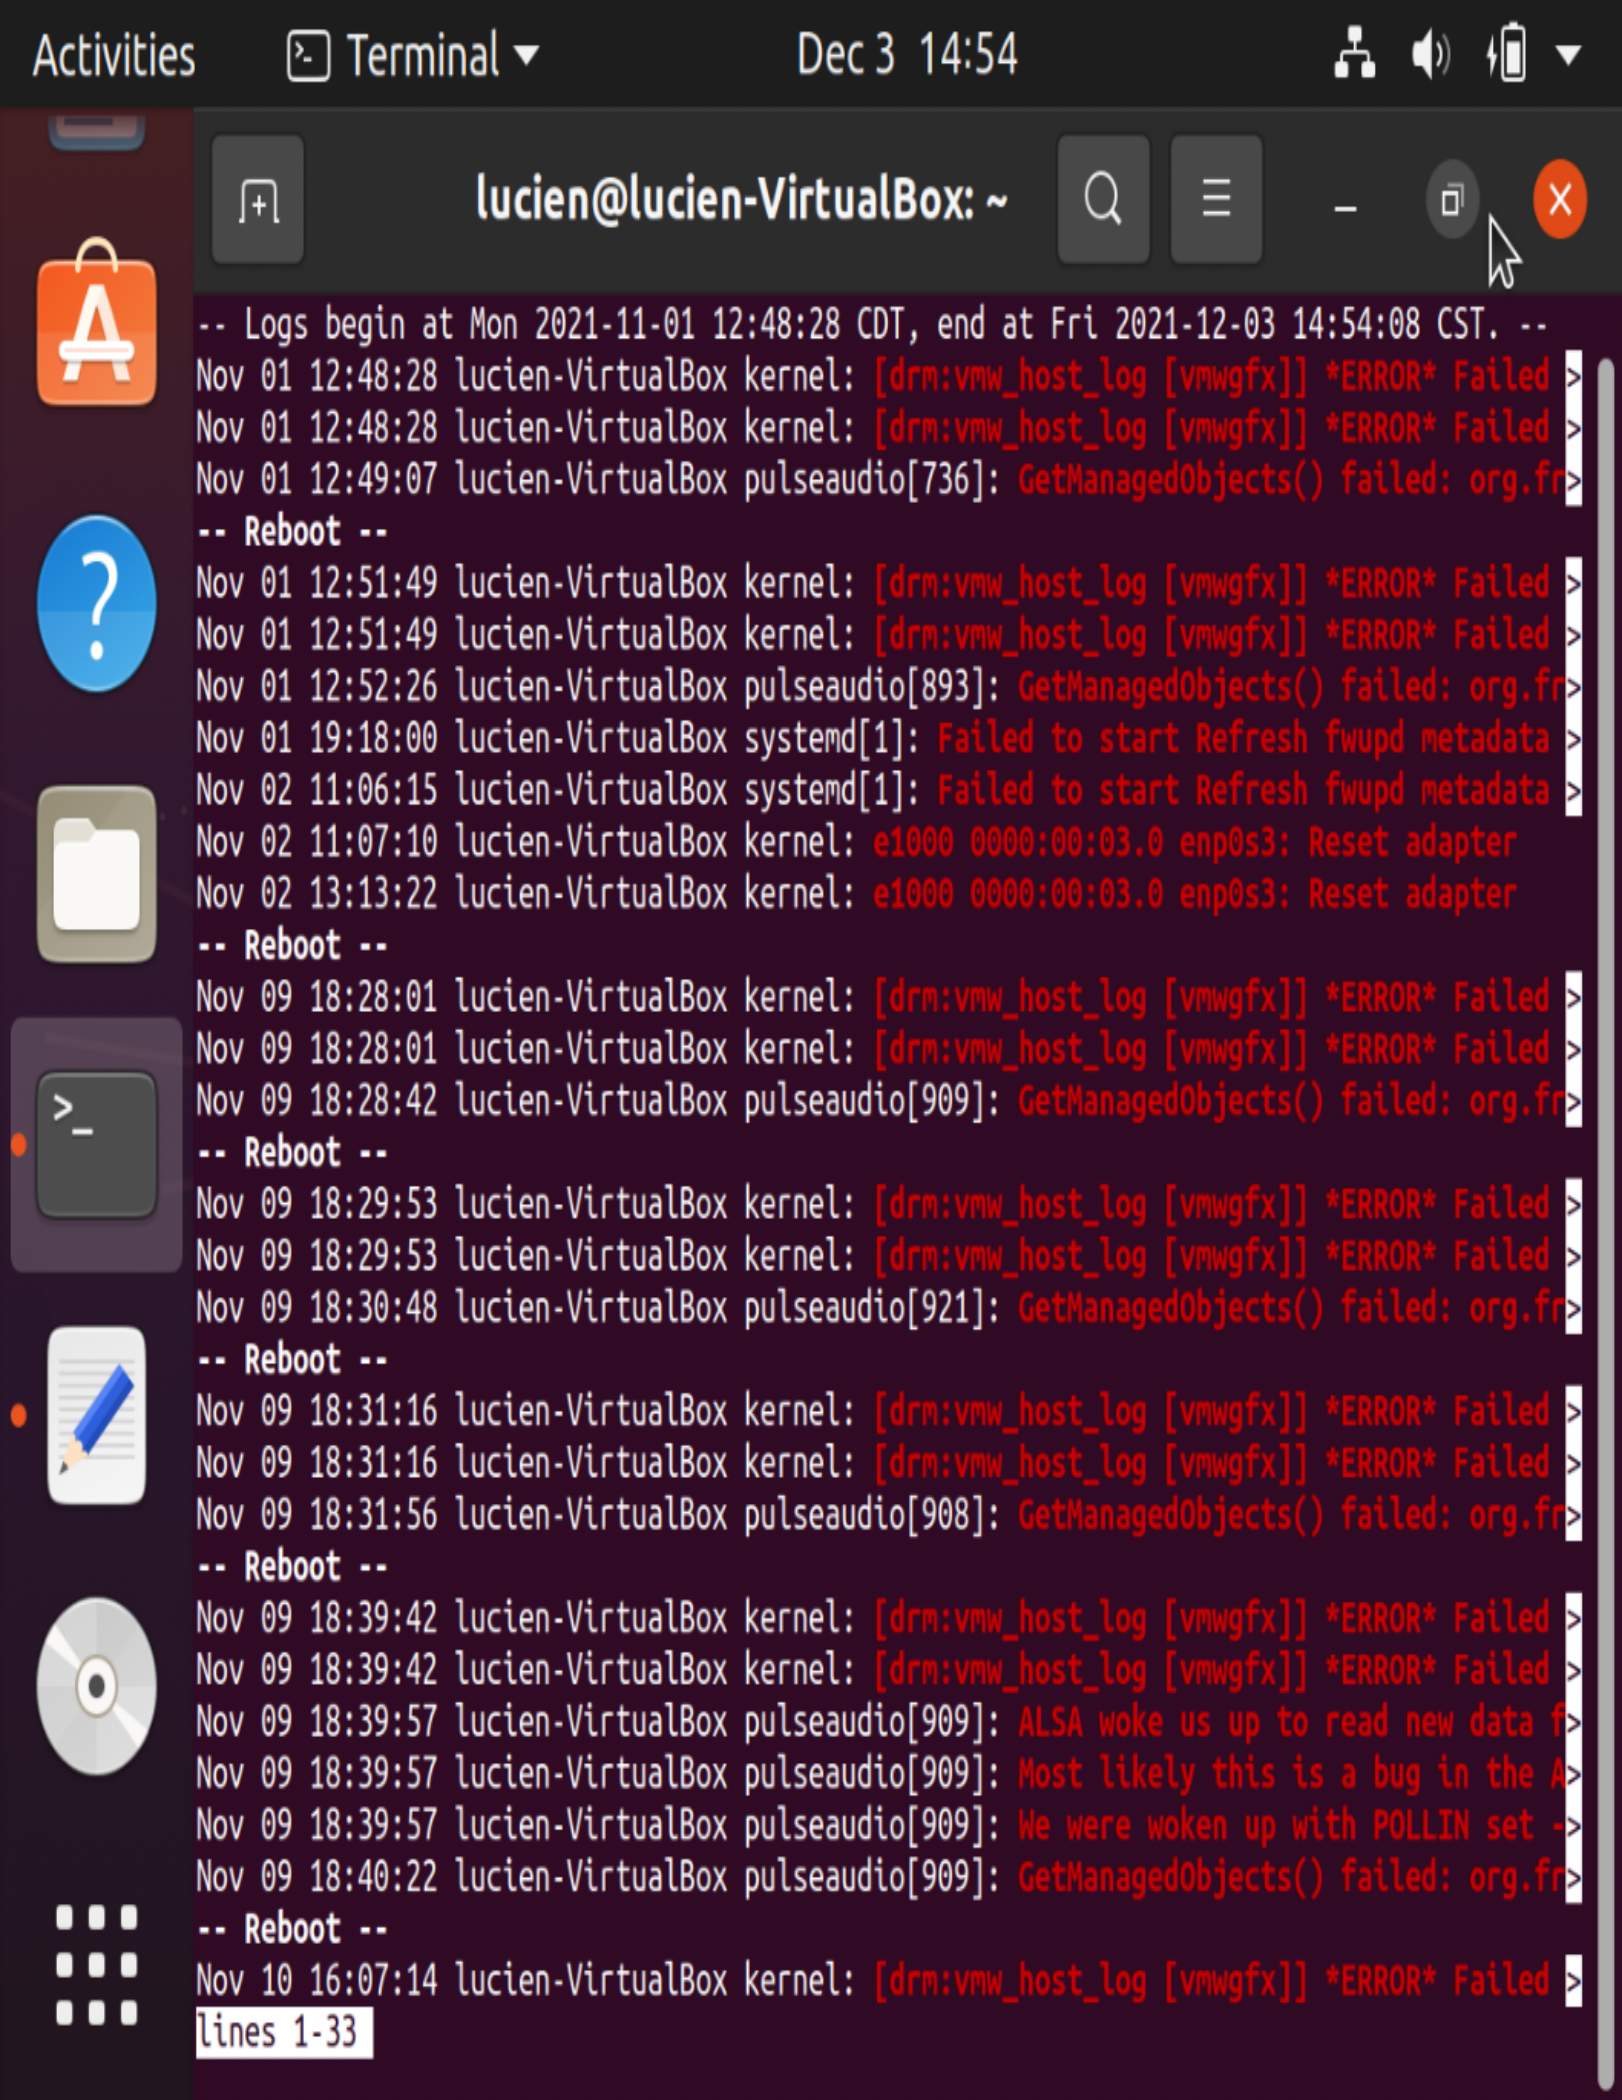 Activities Terminal Dec 3 14:54
lucien@lucien-VirtualBox: ~
-- Logs begin at Mon 2021-11-01 12:48:28 CDT, end at Fri 2021-12-03 14:54:08 CST. --
Nov 01 12:48:28 lucien-VirtualBox kernel: [drm:vmw_host_log [vmwgfx]] *ERROR* Failed >
Nov 01 12:48:28 lucien-VirtualBox kernel: [drm:vmw_host_log [vmwgfx]] *ERROR* Failed >
Nov 01 12:49:07 lucien-VirtualBox pulseaudio[736]: GetManagedObjects() failed: org.fr>
-- Reboot --
Nov 01 12:51:49 lucien-VirtualBox kernel: [drm:vmw_host_log [vmwgfx]] *ERROR* Failed >
Nov 01 12:51:49 lucien-VirtualBox kernel: [drm:vmw_host_log [vmwgfx]] *ERROR* Failed >
Nov 01 12:52:26 lucien-VirtualBox pulseaudio[893]: GetManagedObjects() failed: org.fr>
Nov 01 19:18:00 lucien-VirtualBox systemd[1]: Failed to start Refresh fwupd metadata >
Nov 02 11:06:15 lucien-VirtualBox systemd[1]: Failed to start Refresh fwupd metadata >
Nov 02 11:07:10 lucien-VirtualBox kernel: e1000 0000:00:03.0 enp0s3: Reset adapter
Nov 02 13:13:22 lucien-VirtualBox kernel: e1000 0000:00:03.0 enp0s3: Reset adapter
-- Reboot --
Nov 09 18:28:01 lucien-VirtualBox kernel: [drm:vmw_host_log [vmwgfx]] *ERROR* Failed >
Nov 09 18:28:01 lucien-VirtualBox kernel: [drm:vmw_host_log [vmwgfx]] *ERROR* Failed >
Nov 09 18:28:42 lucien-VirtualBox pulseaudio[909]: GetManagedObjects() failed: org.fr>
-- Reboot --
Nov 09 18:29:53 lucien-VirtualBox kernel: [drm:vmw_host_log [vmwgfx]] *ERROR* Failed >
Nov 09 18:29:53 lucien-VirtualBox kernel: [drm:vmw_host_log [vmwgfx]] *ERROR* Failed >
Nov 09 18:30:48 lucien-VirtualBox pulseaudio[921]: GetManagedObjects() failed: org.fr>
-- Reboot --
Nov 09 18:31:16 lucien-VirtualBox kernel: [drm:vmw_host_log [vmwgfx]] *ERROR* Failed >
Nov 09 18:31:16 lucien-VirtualBox kernel: [drm:vmw_host_log [vmwgfx]] *ERROR* Failed >
Nov 09 18:31:56 lucien-VirtualBox pulseaudio[908]: GetManagedObjects() failed: org.fr>
-- Reboot --
Nov 09 18:39:42 lucien-VirtualBox kernel: [drm:vmw_host_log [vmwgfx]] *ERROR* Failed >
Nov 09 18:39:42 lucien-VirtualBox kernel: [drm:vmw_host_log [vmwgfx]] *ERROR* Failed >
Nov 09 18:39:57 lucien-VirtualBox pulseaudio[909]: ALSA woke us up to read new data f>
Nov 09 18:39:57 lucien-VirtualBox pulseaudio[909]: Most likely this is a bug in the A>
Nov 09 18:39:57 lucien-VirtualBox pulseaudio[909]: We were woken up with POLLIN set ->
Nov 09 18:40:22 lucien-VirtualBox pulseaudio[909]: GetManagedObjects() failed: org.fr>
-- Reboot --
Nov 10 16:07:14 lucien-VirtualBox kernel: [drm:vmw_host_log [vmwgfx]] *ERROR* Failed >
lines 1-33